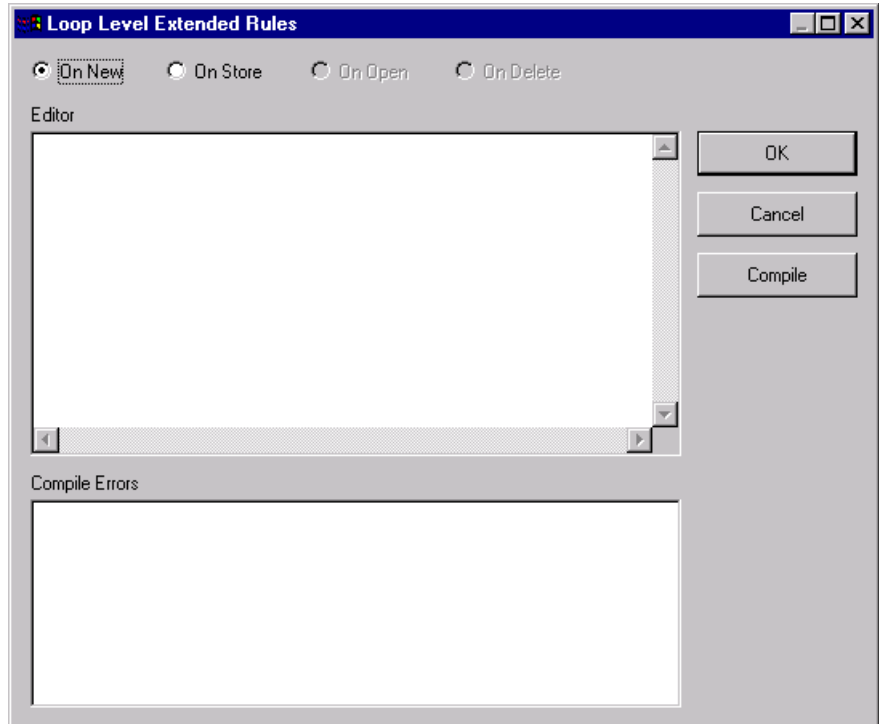 Loop Level Extended Rules
On New On Store On Open On Delete
Editor
OK
Cancel
Compile
Compile Errors